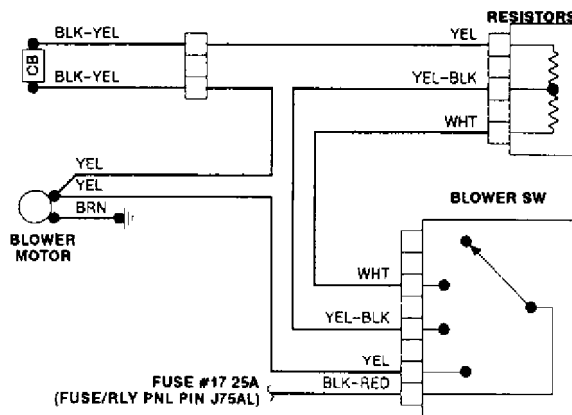 RESISTORS
BLK-YEL
YEL
CB
BLK-YEL
YEL-BLK
WHT
YEL
YEL
BRN
BLOWER
MOTOR
BLOWER SW
WHT
YEL-BLK
YEL
FUSE #17 25A
BLK-RED
(FUSE/RLY PNL PIN J75AL)